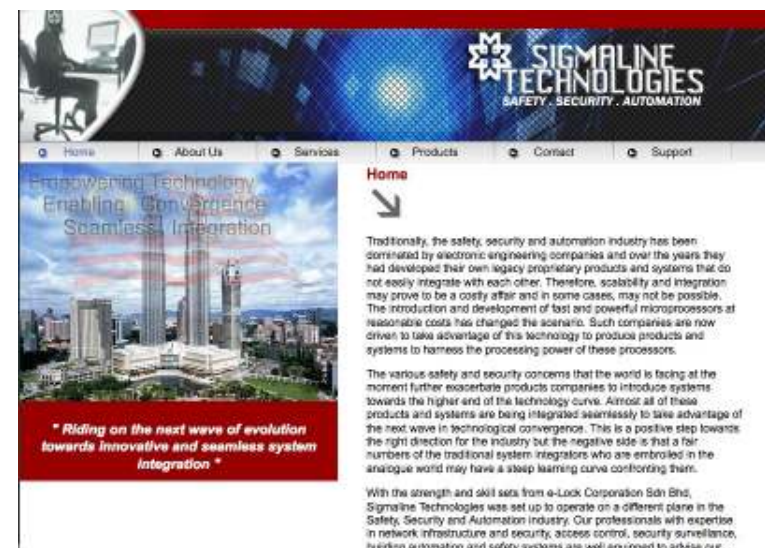 SIGMALINE
TECHNOLOGIES
SAFETY . SECURITY . AUTOMATION
Home
About Us
Services
Products
Contact
Support
Empowering Technology
Enabling Convergence
Seamless Integration
" Riding on the next wave of evolution
towards innovative and seamless system
integration "
Home
Traditionally, the safety, security and automation industry has been
dominated by electronic engineering companies and over the years they
had developed their own legacy proprietary products and systems that do
not easily integrate with each other. Therefore, scalability and integration
may prove to be a costly affair and in some cases, may not be possible.
The introduction and development of fast and powerful microprocessors at
reasonable costs has changed the scenario. Such companies are now
driven to take advantage of this technology to produce products and
systems to harness the processing power of these processors.
The various safety and security concerns that the world is facing at the
moment further exacerbate products companies to introduce systems
towards the higher end of the technology curve. Almost all of these
products and systems are being integrated seamlessly to take advantage of
the next wave in technological convergence. This is a positive step towards
the right direction for the industry but the negative side is that a fair
numbers of the traditional system integrators who are embroiled in the
analogue world may have a steep learning curve confronting them.
With the strength and skill sets from e-Lock Corporation Sdn Bhd,
Sigmaline Technologies was set up to operate on a different plane in the
Safety, Security and Automation industry. Our professionals with expertise
in network infrastructure and security, access control, security surveillance,
building automation and safety systems are well equipped to advise our